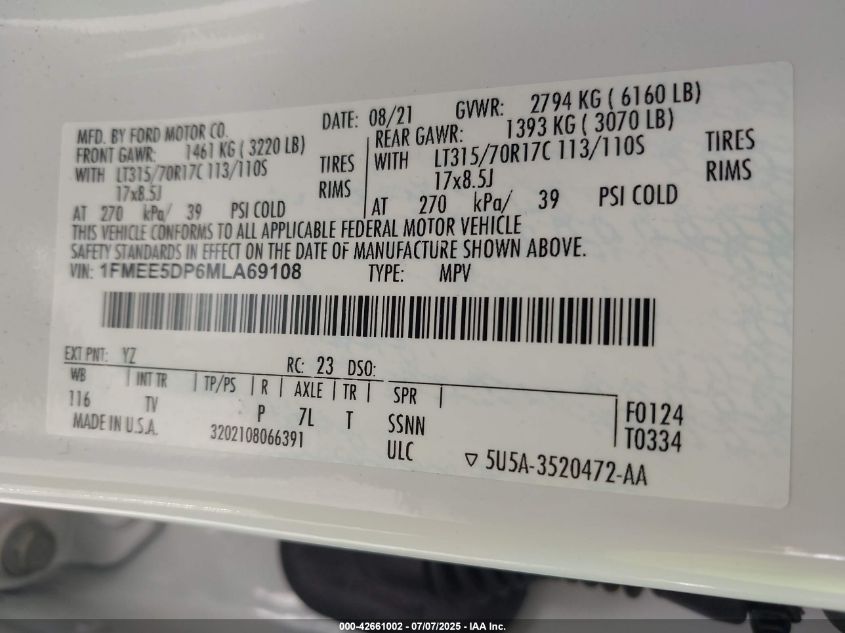 MFD. BY FORD MOTOR CO.
DATE: 08/21 GVWR: 2794 KG ( 6160 LB)
FRONT GAWR: 1461 KG ( 3220 LB)
WITH LT315/70R17C 113/110S TIRES
17x8.5J RIMS
AT 270 kPa/ 39 PSI COLD
REAR GAWR: 1393 KG ( 3070 LB)
WITH LT315/70R17C 113/110S TIRES
17x8.5J RIMS
AT 270 kPa/ 39 PSI COLD
THIS VEHICLE CONFORMS TO ALL APPLICABLE FEDERAL MOTOR VEHICLE
SAFETY STANDARDS IN EFFECT ON THE DATE OF MANUFACTURE SHOWN ABOVE.
VIN: 1FMEE5DP6MLA69108 TYPE: MPV
EXT PNT: YZ RC: 23 DSO:
WB INT TR TP/PS R AXLE TR SPR
116 TV P 7L T SSNN
F0124
MADE IN U.S.A. 3202108066391 ULC
T0334
5U5A-3520472-AA
000-42661002 - 07/07/2025 - IAA Inc.